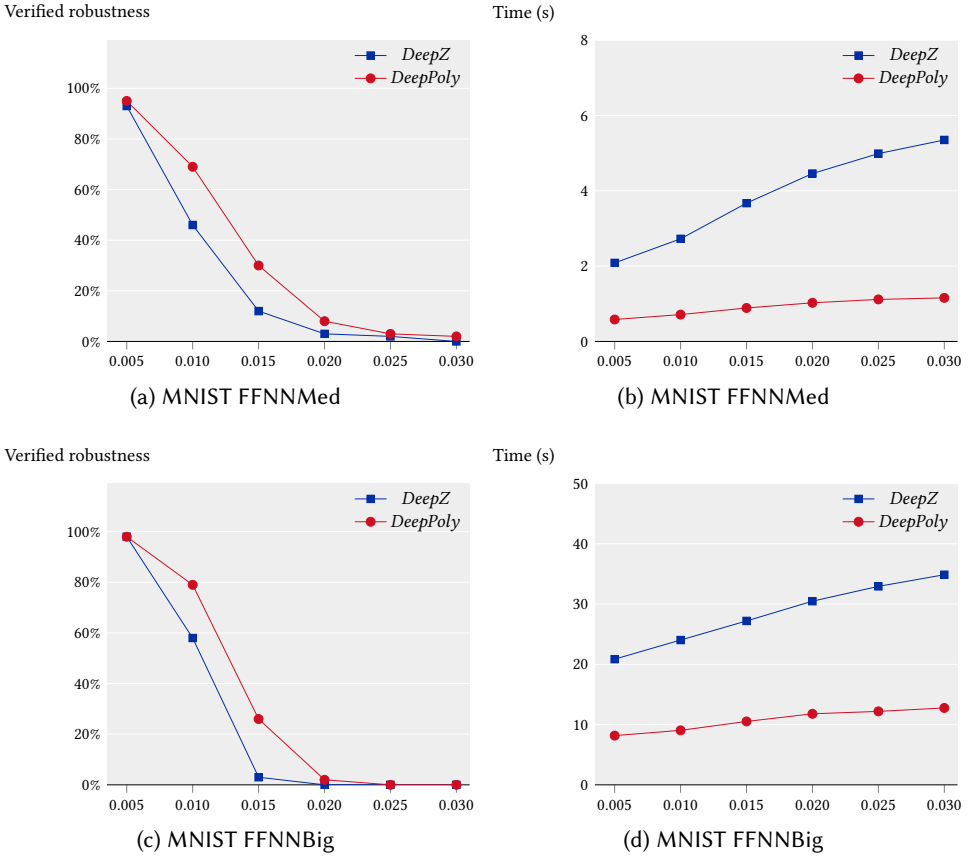 Verified robustness
DeepZ
DeepPoly
100%
80%
60%
40%
20%
0%
0.005 0.010 0.015 0.020 0.025 0.030
(a) MNIST FFNNMed
Time (s)
DeepZ
DeepPoly
8
6
4
2
0
0.005 0.010 0.015 0.020 0.025 0.030
(b) MNIST FFNNMed
Verified robustness
DeepZ
DeepPoly
100%
80%
60%
40%
20%
0%
0.005 0.010 0.015 0.020 0.025 0.030
(c) MNIST FFNNBig
Time (s)
DeepZ
DeepPoly
50
40
30
20
10
0
0.005 0.010 0.015 0.020 0.025 0.030
(d) MNIST FFNNBig